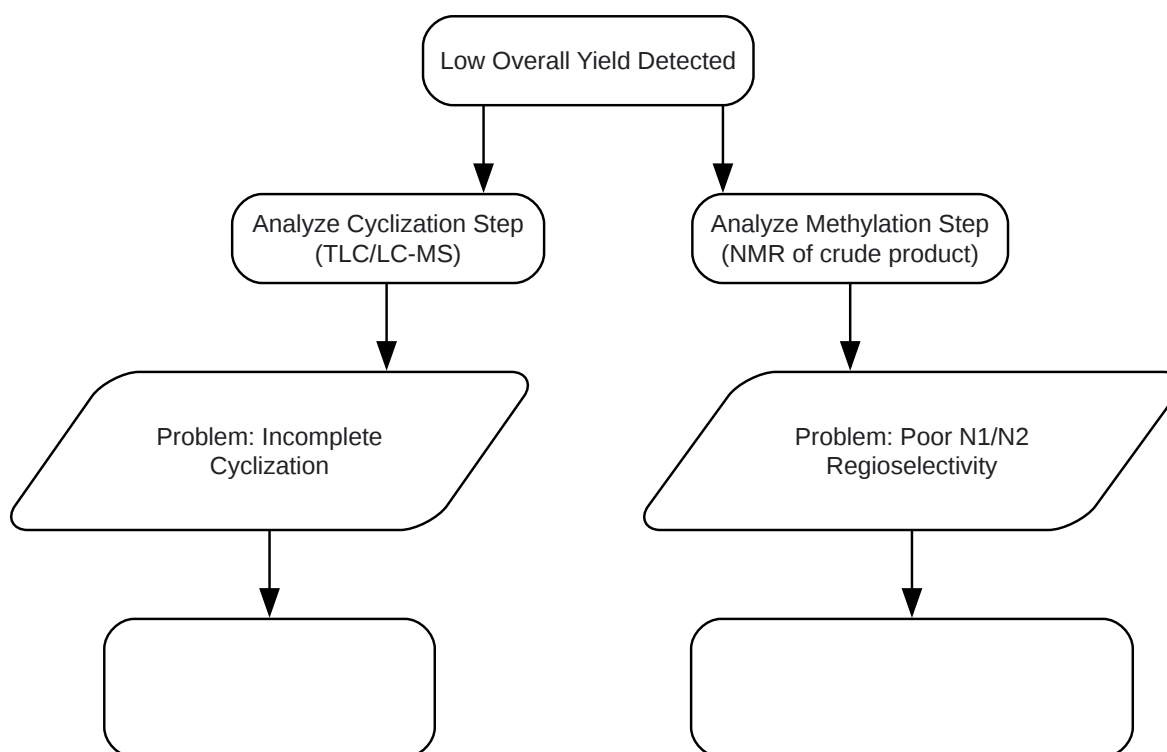 Low Overall Yield Detected
Analyze Cyclization Step
(TLC/LC-MS)
Analyze Methylation Step
(NMR of crude product)
Problem: Incomplete
Cyclization
Problem: Poor N1/N2
Regioselectivity